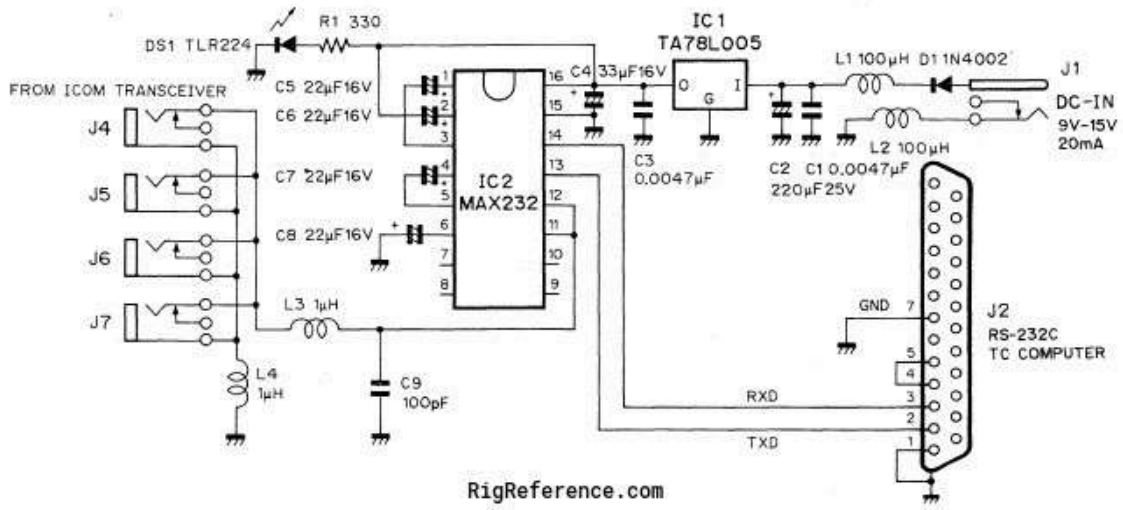 R1 330
DS1 TLR224
IC1
TA78L005
L1 100μH
D1 1N4002
J1
DC-IN
9V-15V
20mA
FROM ICOM TRANSCEIVER
C5 22μF16V
C6 22μF16V
C7 22μF16V
C8 22μF16V
C4 33μF16V
O
I
G
+
+
+
+
+
J4
J5
J6
J7
1
2
3
4
5
6
7
8
16
15
14
13
12
11
10
9
IC2
MAX232
C3
0.0047μF
L2 100μH
C2
C1 0.0047μF
220μF25V
L3 1μH
L4
1μH
C9
100pF
GND
7
5
4
3
2
1
J2
RS-232C
TC COMPUTER
RXD
TXD
RigReference.com